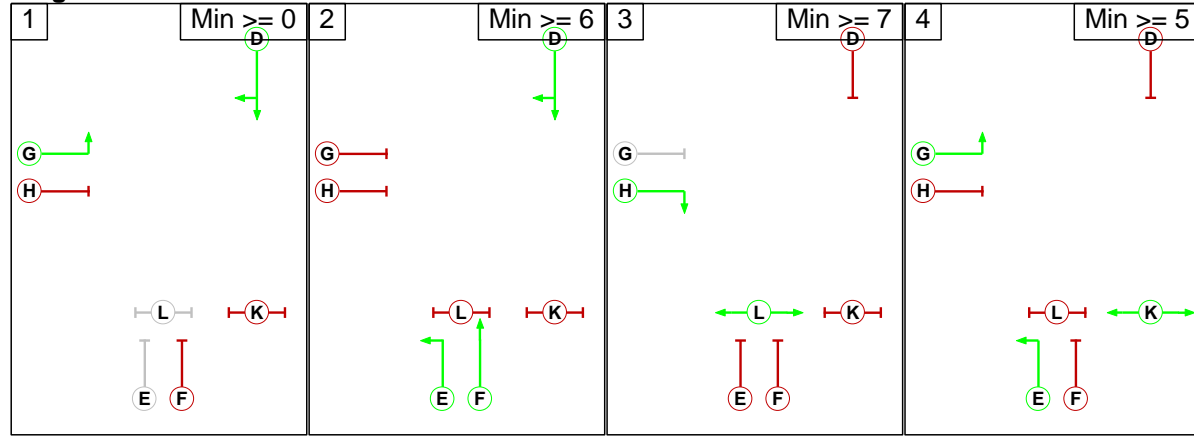 1 Min >= 0 2 Min >= 6 3 Min >= 7 4 Min >= 5
D D D D
G G G G
H H H H
L K L K L K L K
E F E F E F E F